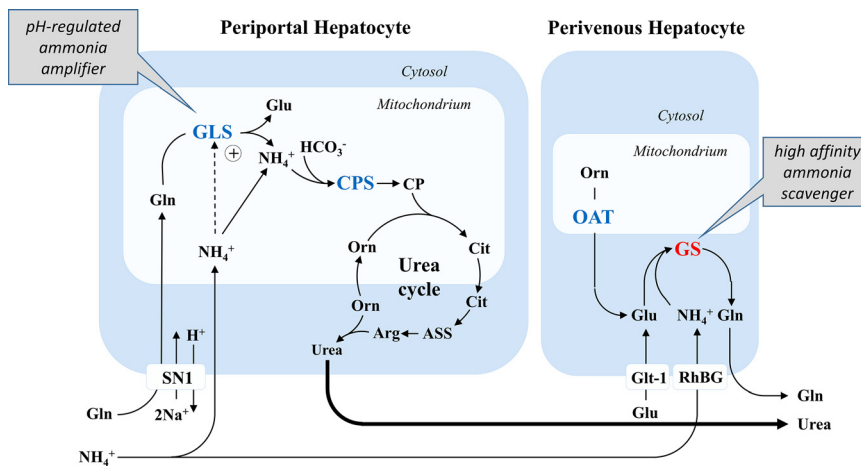 pH-regulated
ammonia
amplifier
Periportal Hepatocyte
Perivenous Hepatocyte
Cytosol
Mitochondrium
Glu
GLS
+
NH₄⁺
HCO₃⁻
CPS
CP
Gln
NH₄⁺
Orn
Cit
Urea
cycle
Orn
Cit
Arg
ASS
Urea
H⁺
SN1
2Na⁺
Gln
NH₄⁺
Cytosol
Mitochondrium
high affinity
ammonia
scavenger
Orn
OAT
GS
Glu
NH₄⁺
Gln
Glt-1
RhBG
Glu
Gln
Urea